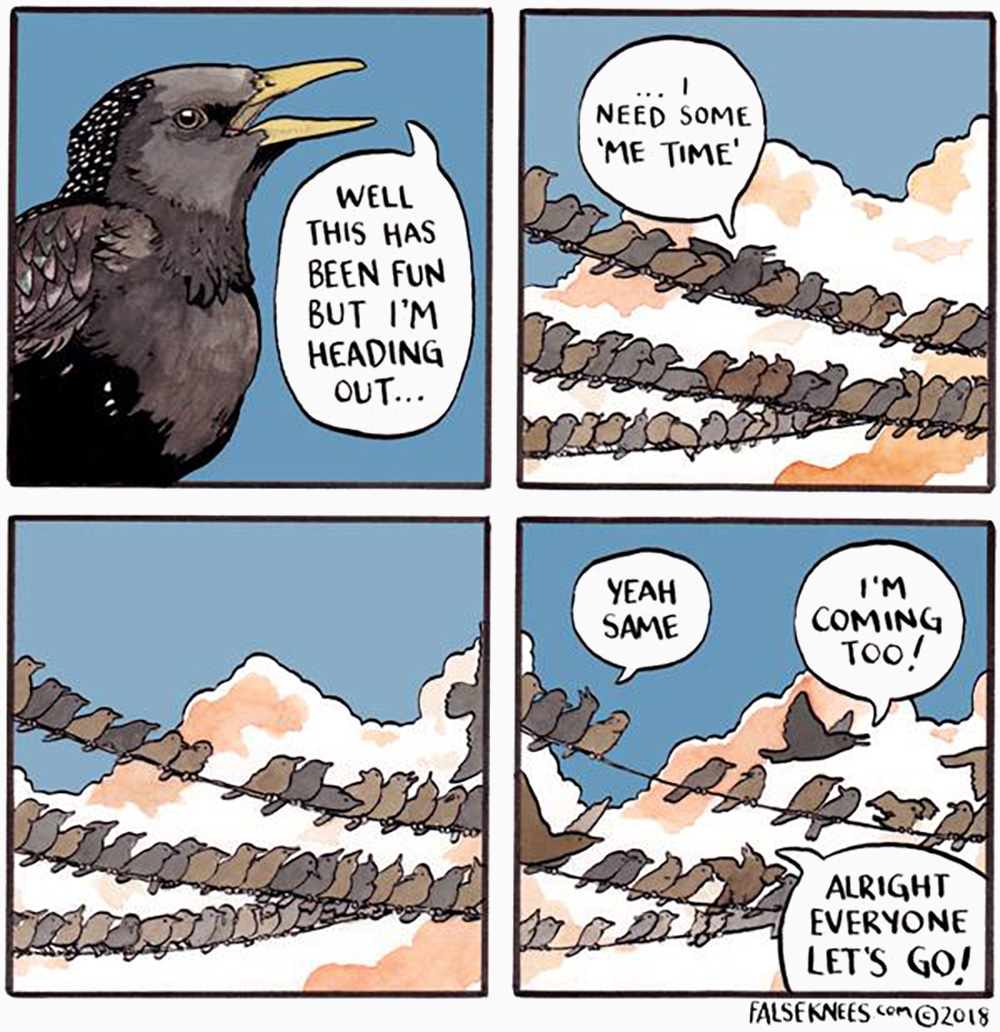 WELL
THIS HAS
BEEN FUN
BUT I'M
HEADING
OUT...
... I
NEED SOME
'ME TIME'
YEAH
SAME
I'M
COMING
TOO!
ALRIGHT
EVERYONE
LET'S GO!
FALSEKNEES.com©2018